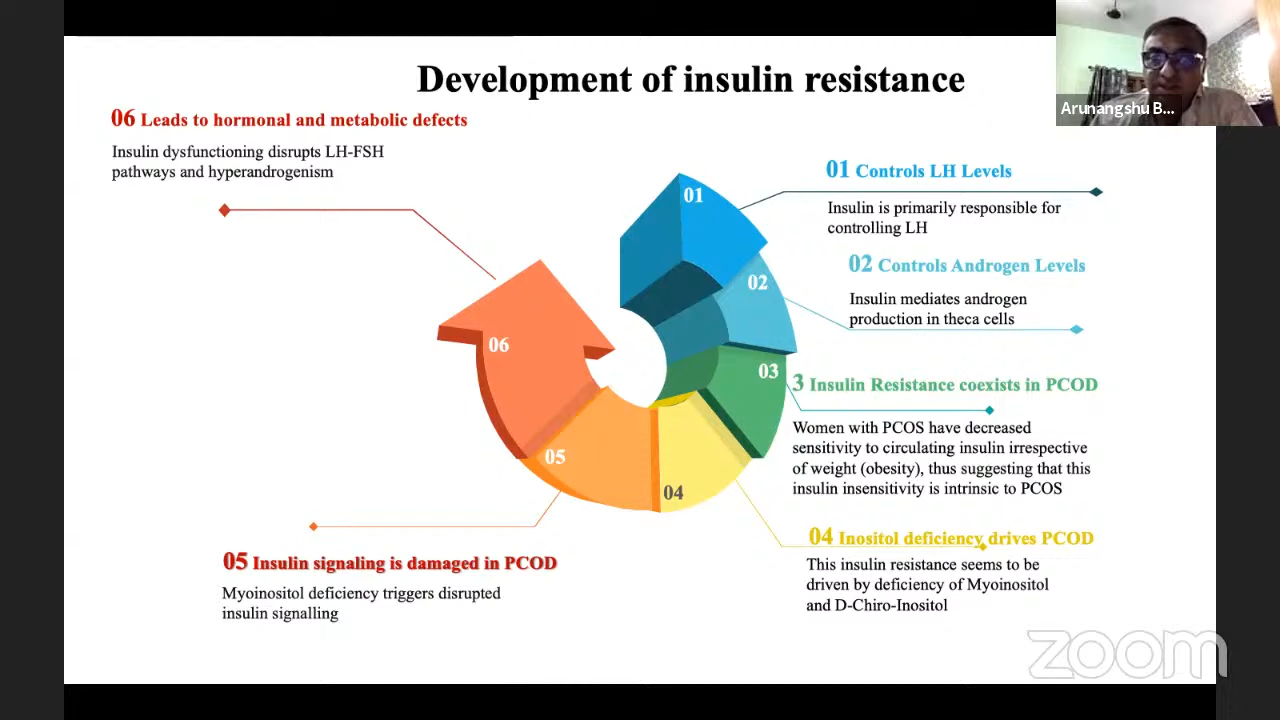 Development of insulin resistance
Arunangshu B...
06 Leads to hormonal and metabolic defects
Insulin dysfunctioning disrupts LH-FSH
pathways and hyperandrogenism
01 Controls LH Levels
Insulin is primarily responsible for
controlling LH
02 Controls Androgen Levels
Insulin mediates androgen
production in theca cells
3 Insulin Resistance coexists in PCOD
Women with PCOS have decreased
sensitivity to circulating insulin irrespective
of weight (obesity), thus suggesting that this
insulin insensitivity is intrinsic to PCOS
04 Inositol deficiency drives PCOD
This insulin resistance seems to be
driven by deficiency of Myoinositol
and D-Chiro-Inositol
05 Insulin signaling is damaged in PCOD
Myoinositol deficiency triggers disrupted
insulin signalling
01
02
03
04
05
06
zoom